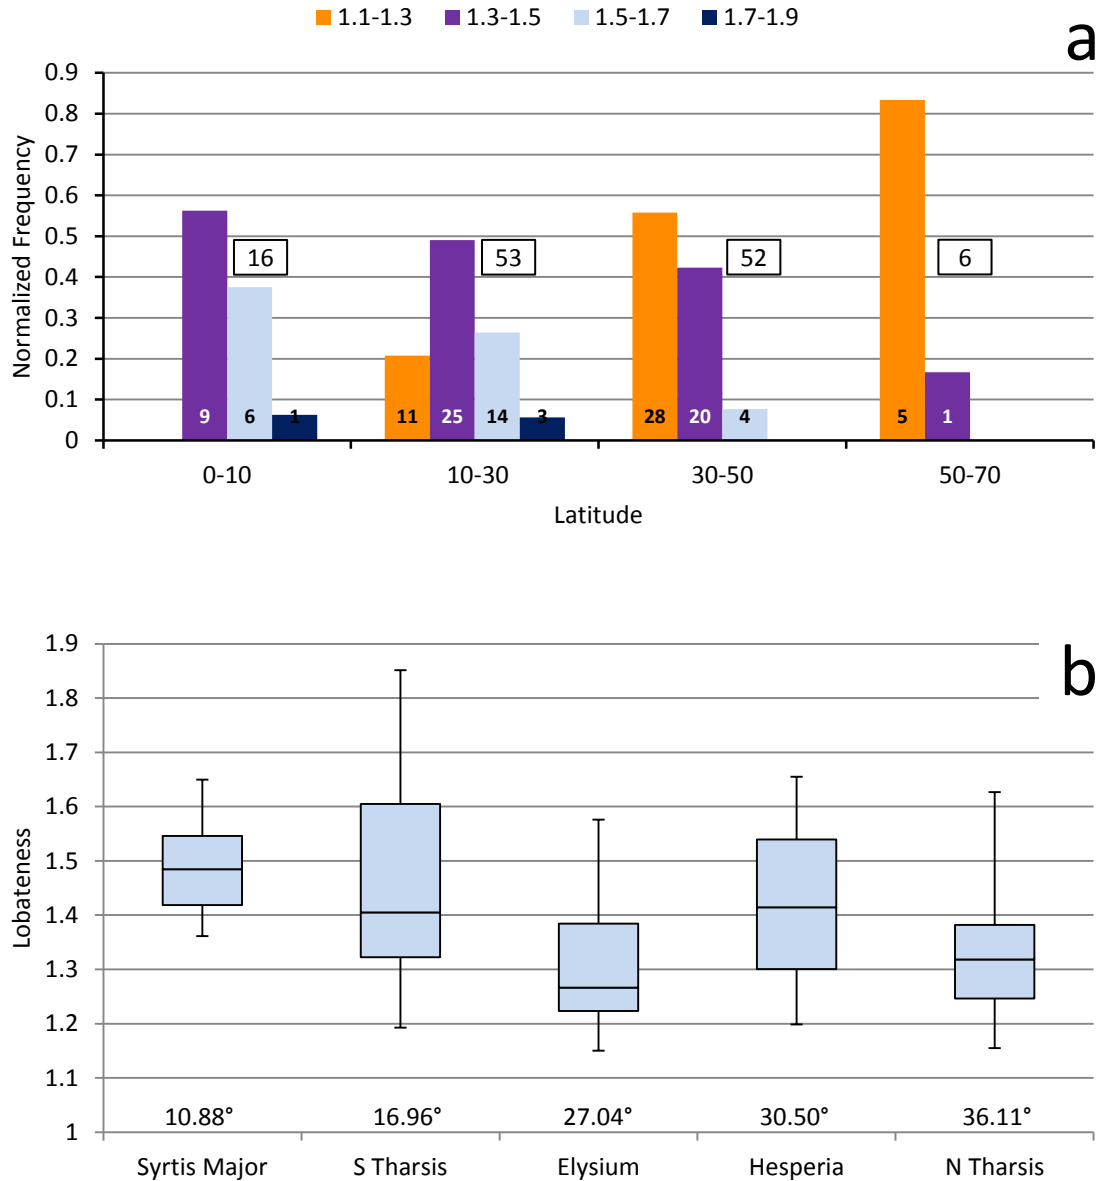 1.1-1.3 1.3-1.5 1.5-1.7 1.7-1.9
a
Normalized Frequency
0.9
0.8
0.7
0.6
0.5
0.4
0.3
0.2
0.1
0
16 53 52 6
9 6 1 11 25 14 3 28 20 4 5 1
0-10 10-30 30-50 50-70
Latitude
b
Lobateness
1.9
1.8
1.7
1.6
1.5
1.4
1.3
1.2
1.1
1
10.88° 16.96° 27.04° 30.50° 36.11°
Syrtis Major S Tharsis Elysium Hesperia N Tharsis